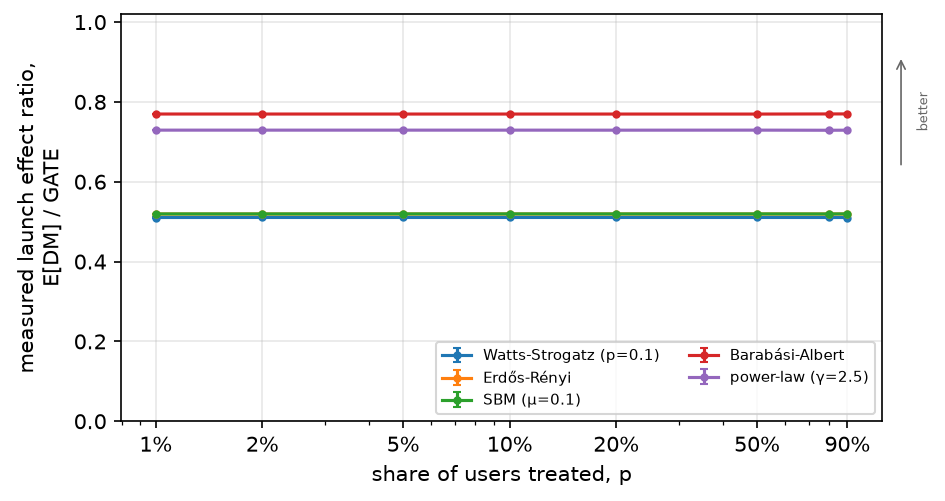 measured launch effect ratio,
E[DM] / GATE
1.0
0.8
0.6
0.4
0.2
0.0
better
Watts-Strogatz (p=0.1)
Erdős-Rényi
SBM (μ=0.1)
Barabási-Albert
power-law (γ=2.5)
1%
2%
5%
10%
20%
50%
90%
share of users treated, p